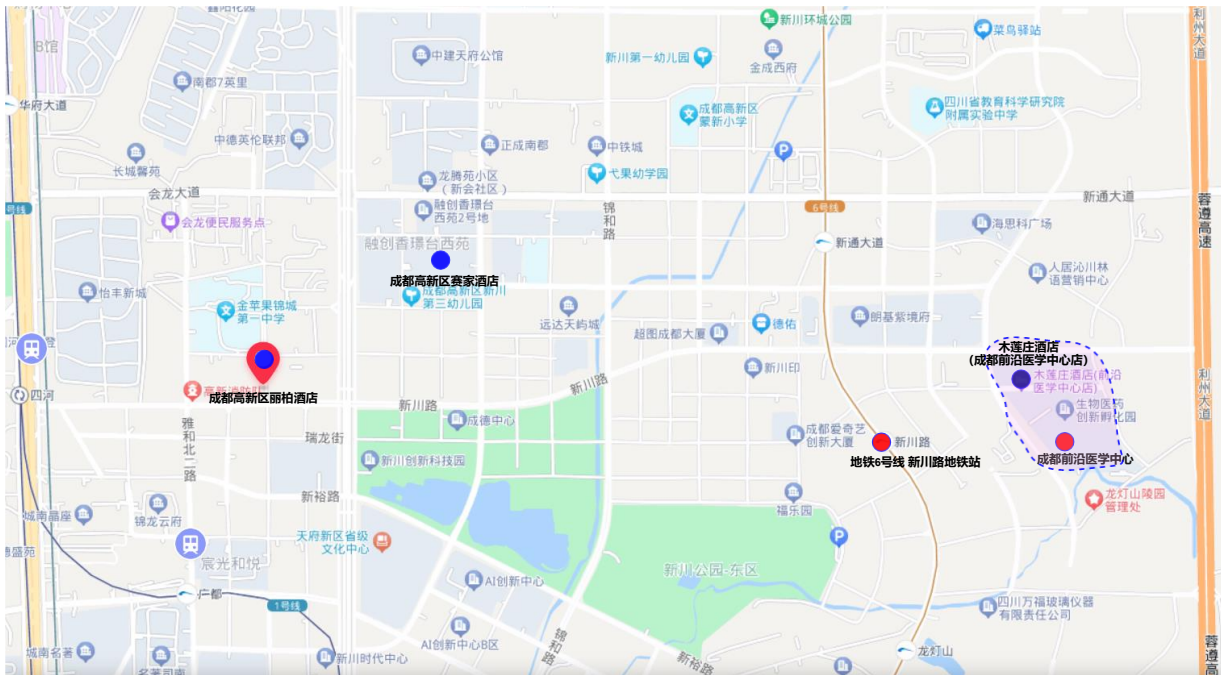 新川环城公园
菜鸟驿站
B馆
中建天府公馆
新川第一幼儿园
金成西府
南郡7英里
华府大道
成都高新区
蒙新小学
四川省教育科学研究院
附属实验中学
利州大道
中德英伦联邦
正成南郡
中铁城
长城馨苑
龙腾苑小区
(新会社区)
弋果幼学园
会龙大道
新通大道
号线
融创香璟台
西苑2号地
锦和路
6号线
蓉遵高速
会龙便民服务点
海思科广场
融创香璟台西苑
新通大道
成都高新区赛家酒店
人居沁川林
语营销中心
怡丰新城
成都高新区新川
第三幼儿园
金苹果锦城
第一中学
远达天屿城
超图成都大厦
德佑
朗基紫境府
木莲庄酒店
(成都前沿医学中心店)
木莲庄酒店(前沿
医学中心店)
新川印
新川路
利州大道
四河
成都高新区丽柏酒店
新川路
生物医药
创新孵化园
雅和北二路
瑞龙街
成德中心
成都爱奇艺
创新大厦
新川路
地铁6号线 新川路地铁站
成都前沿医学中心
新川创新科技园
新裕路
龙灯山陵园
管理处
城南晶座
锦龙云府
福乐园
天府新区省级
文化中心
德盛苑
宸光和悦
新川公园-东区
AI创新中心
广都
1号线
四川万福玻璃仪器
有限责任公司
AI创新中心B区
锦和路
城南名著
名著司南
新川时代中心
新裕路
龙灯山
蓉遵高